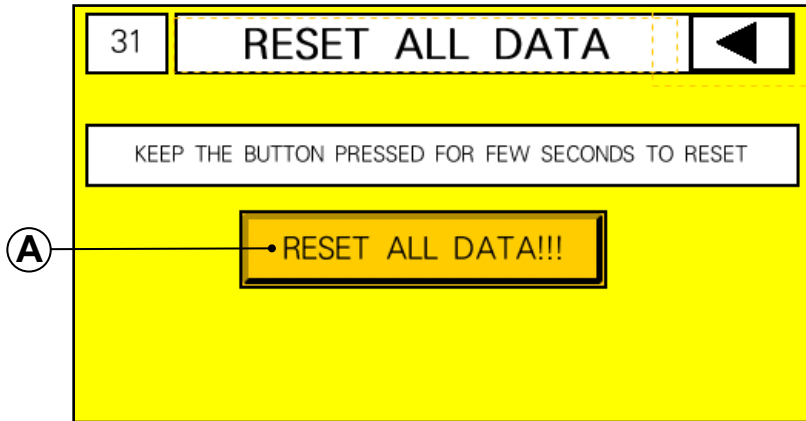 31 RESET ALL DATA
KEEP THE BUTTON PRESSED FOR FEW SECONDS TO RESET
A RESET ALL DATA!!!